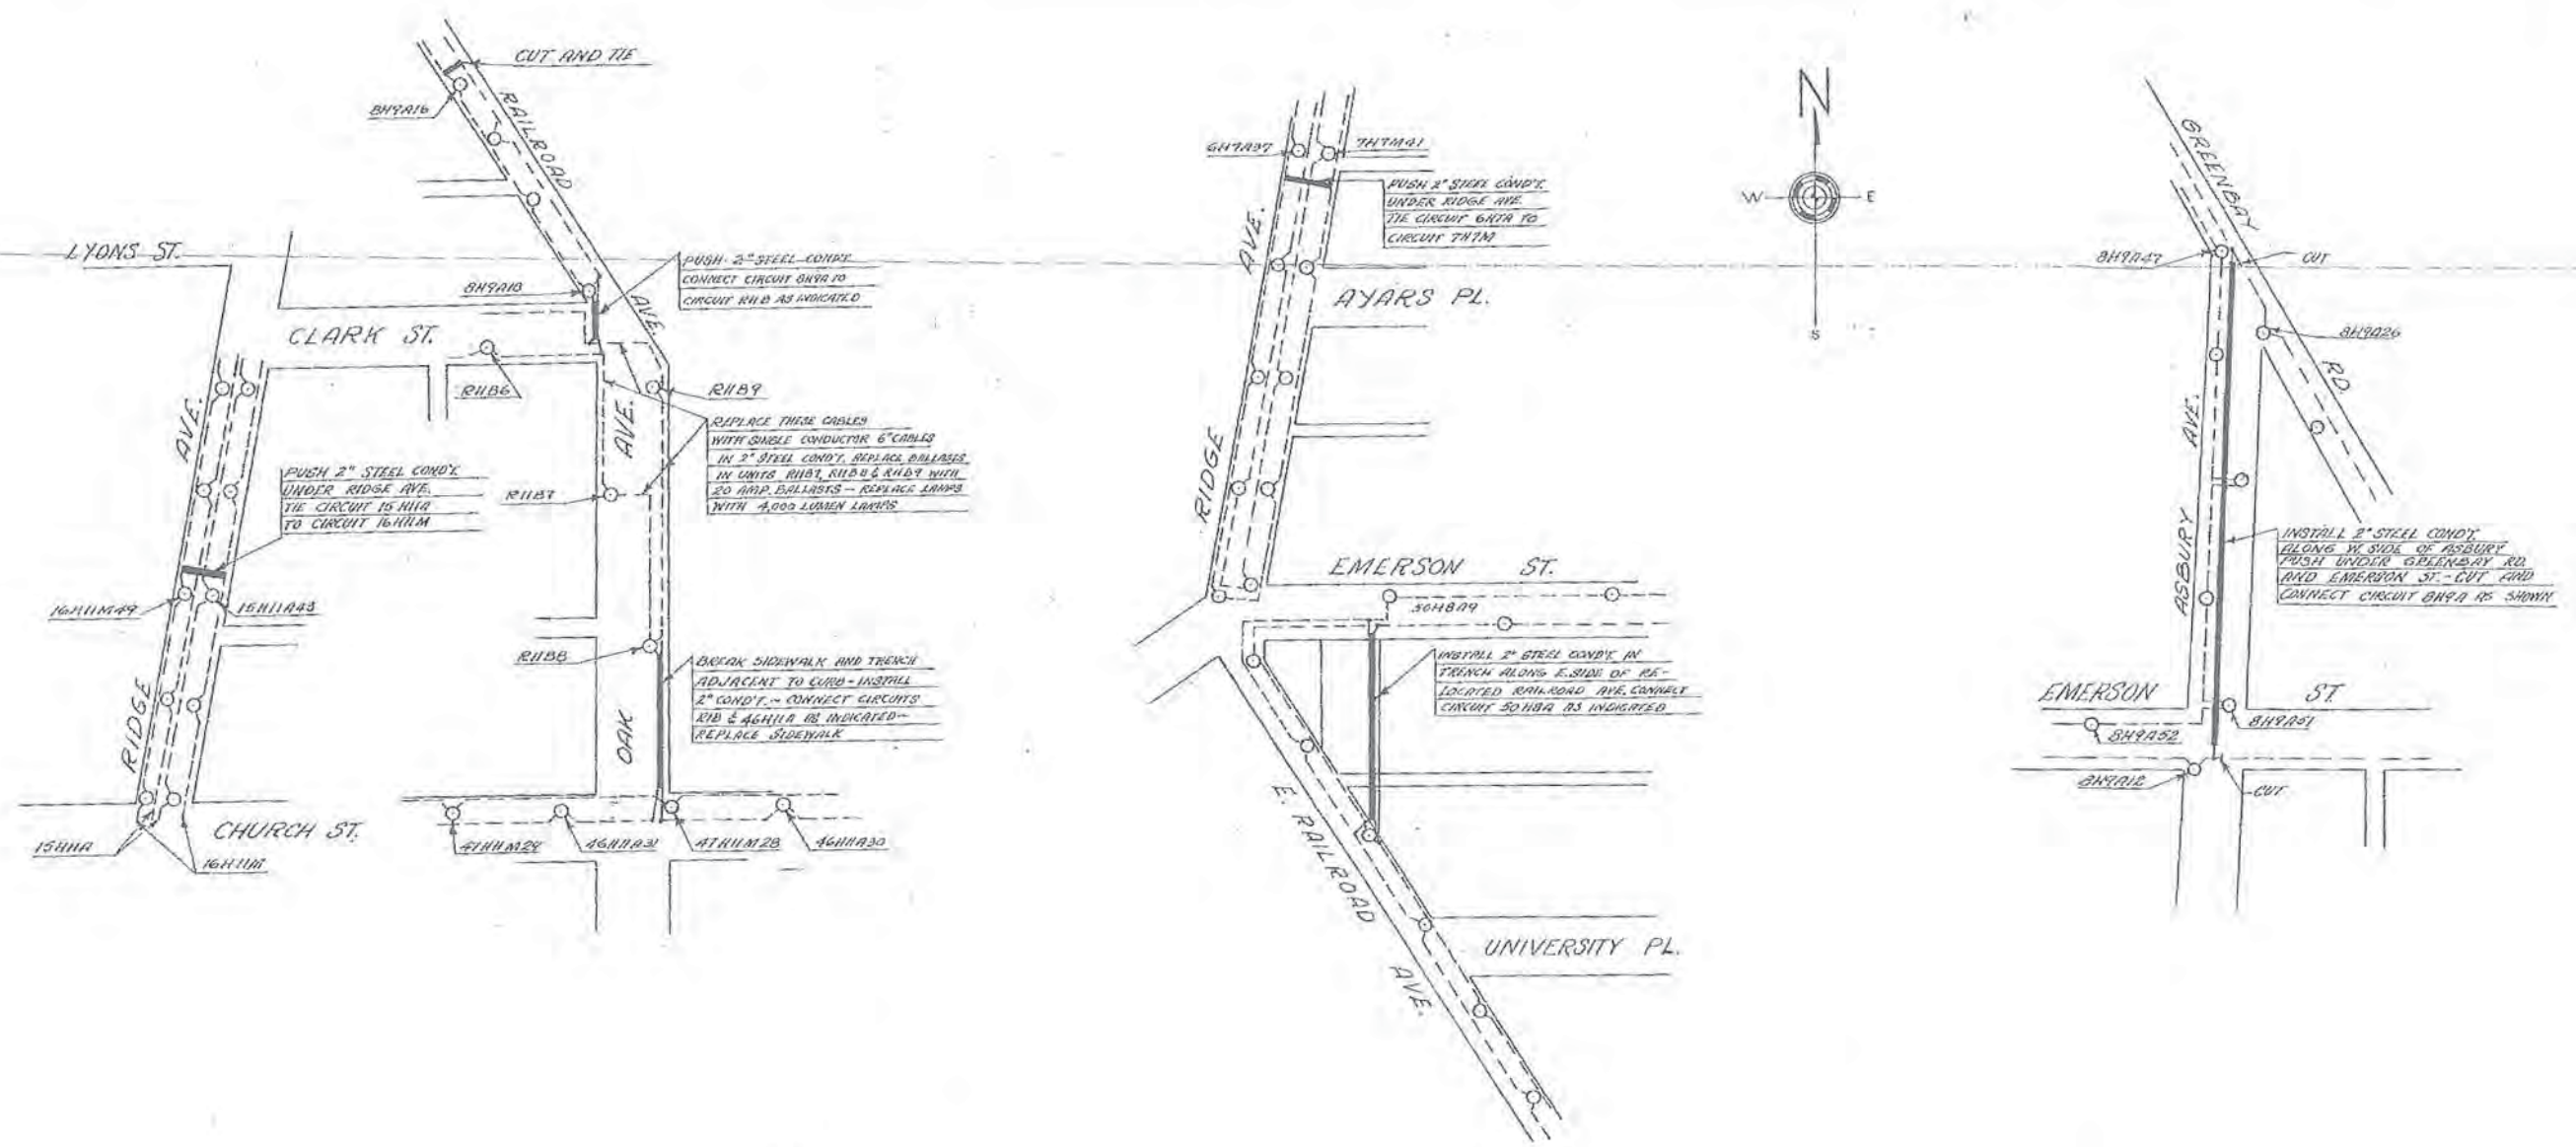 CUT AND TIE
8H9A16
RAILROAD
AVE.
LYONS ST.
PUSH 2" STEEL COND'T.
CONNECT CIRCUIT 8H9A TO
CIRCUIT R11B AS INDICATED
8H9A18
CLARK ST.
R11B6
R11B9
REPLACE THESE CABLES
WITH SINGLE CONDUCTOR 6" CABLES
IN 2" STEEL COND'T, REPLACE BALLASTS
IN UNITS R11B7, R11B8 & R11B9 WITH
20 AMP. BALLASTS - REPLACE LAMPS
WITH 4,000 LUMEN LAMPS
RIDGE AVE.
PUSH 2" STEEL COND'T.
UNDER RIDGE AVE.
TIE CIRCUIT 15H11A
TO CIRCUIT 16H11M
R11B7
16H11M49
15H11A43
R11B8
OAK AVE.
BREAK SIDEWALK AND TRENCH
ADJACENT TO CURB - INSTALL
2" COND'T. - CONNECT CIRCUITS
R1B & 46H11A AS INDICATED -
REPLACE SIDEWALK
CHURCH ST.
15H11A
16H11M
47H11M29
46H11A31
47H11M28
46H11A30
6H7A37
7H7M41
PUSH 2" STEEL COND'T.
UNDER RIDGE AVE.
TIE CIRCUIT 6H7A TO
CIRCUIT 7H7M
RIDGE AVE.
AYARS PL.
EMERSON ST.
50H8A9
INSTALL 2" STEEL COND'T. IN
TRENCH ALONG E. SIDE OF RE-
LOCATED RAILROAD AVE. CONNECT
CIRCUIT 50H8A AS INDICATED
E. RAILROAD AVE.
UNIVERSITY PL.
N
W
E
S
GREENBAY RD.
8H9A47
CUT
8H9A26
ASBURY AVE.
INSTALL 2" STEEL COND'T.
ALONG W. SIDE OF ASBURY
PUSH UNDER GREENBAY RD.
AND EMERSON ST. - CUT AND
CONNECT CIRCUIT 8H9A AS SHOWN
EMERSON ST.
8H9A51
8H9A52
8H9A12
CUT